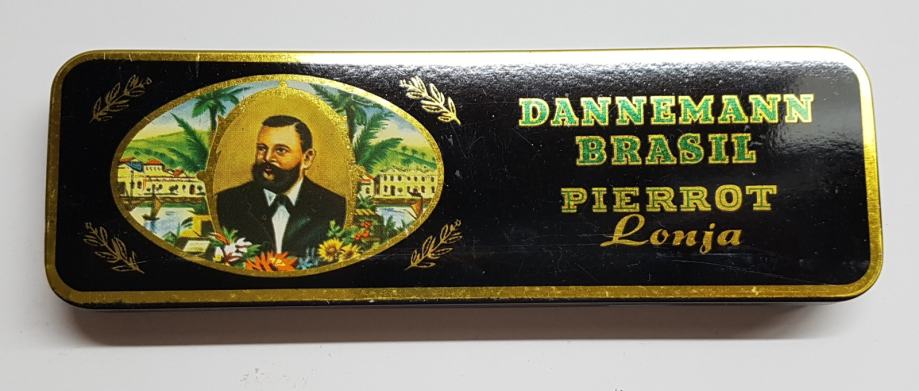 DANNEMANN
BRASIL
PIERROT
Lonja